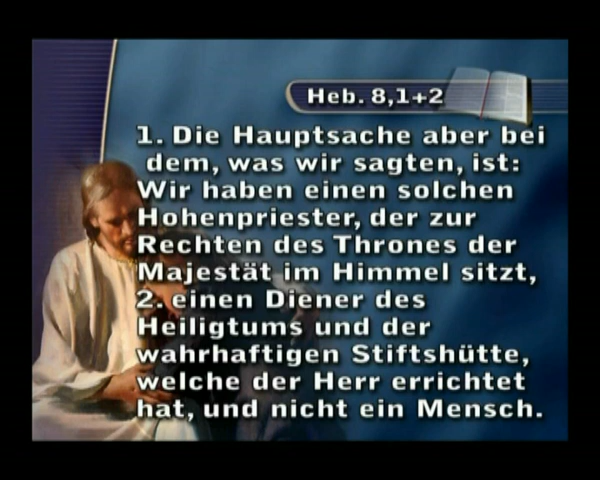 Heb. 8,1+2
1. Die Hauptsache aber bei
dem, was wir sagten, ist:
Wir haben einen solchen
Hohenpriester, der zur
Rechten des Thrones der
Majestät im Himmel sitzt,
2. einen Diener des
Heiligtums und der
wahrhaftigen Stiftshütte,
welche der Herr errichtet
hat, und nicht ein Mensch.